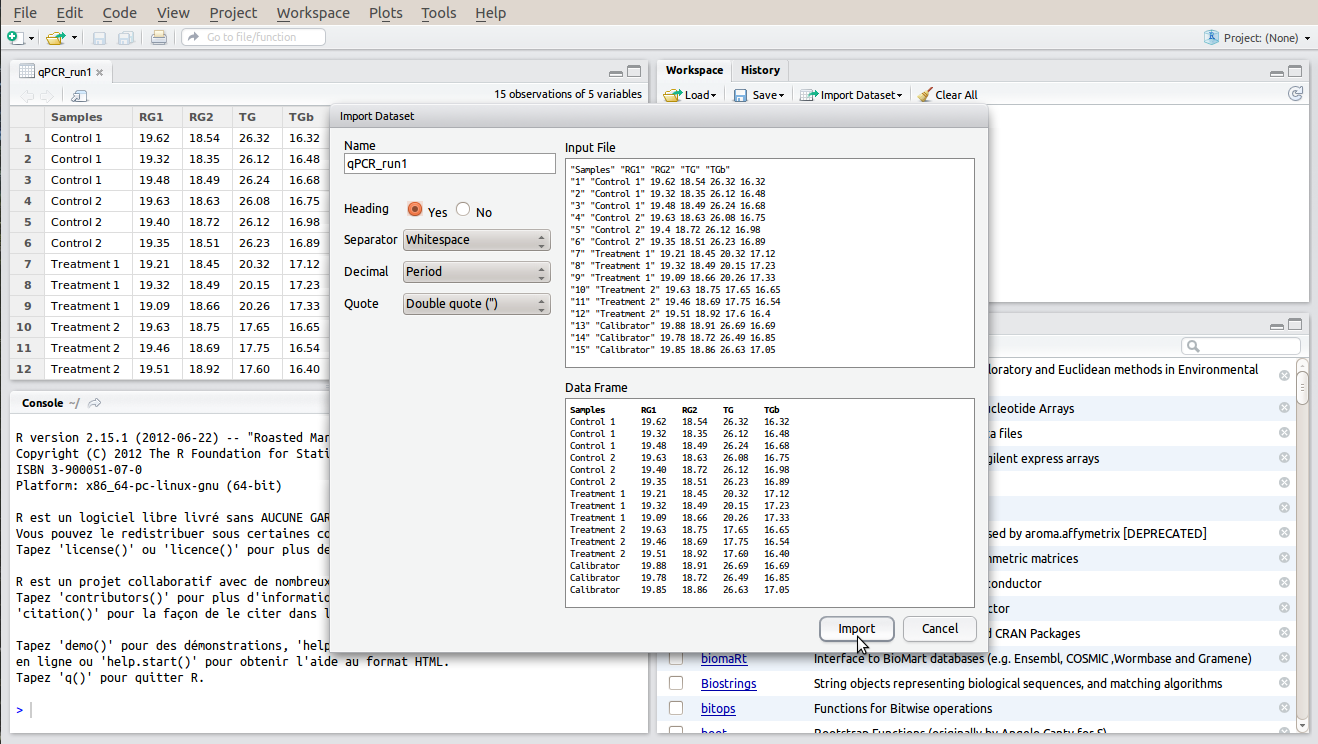 File Edit Code View Project Workspace Plots Tools Help
Go to file/function
Project: (None)
qPCR_run1
15 observations of 5 variables
Samples RG1 RG2 TG TGb
1 Control 1 19.62 18.54 26.32 16.32
2 Control 1 19.32 18.35 26.12 16.48
3 Control 1 19.48 18.49 26.24 16.68
4 Control 2 19.63 18.63 26.08 16.75
5 Control 2 19.40 18.72 26.12 16.98
6 Control 2 19.35 18.51 26.23 16.89
7 Treatment 1 19.21 18.45 20.32 17.12
8 Treatment 1 19.32 18.49 20.15 17.23
9 Treatment 1 19.09 18.66 20.26 17.33
10 Treatment 2 19.63 18.75 17.65 16.65
11 Treatment 2 19.46 18.69 17.75 16.54
12 Treatment 2 19.51 18.92 17.60 16.40
Workspace History
Load Save Import Dataset Clear All
Import Dataset
Name
qPCR_run1
Heading Yes No
Separator Whitespace
Decimal Period
Quote Double quote (")
Input File
"Samples" "RG1" "RG2" "TG" "TGb"
"1" "Control 1" 19.62 18.54 26.32 16.32
"2" "Control 1" 19.32 18.35 26.12 16.48
"3" "Control 1" 19.48 18.49 26.24 16.68
"4" "Control 2" 19.63 18.63 26.08 16.75
"5" "Control 2" 19.4 18.72 26.12 16.98
"6" "Control 2" 19.35 18.51 26.23 16.89
"7" "Treatment 1" 19.21 18.45 20.32 17.12
"8" "Treatment 1" 19.32 18.49 20.15 17.23
"9" "Treatment 1" 19.09 18.66 20.26 17.33
"10" "Treatment 2" 19.63 18.75 17.65 16.65
"11" "Treatment 2" 19.46 18.69 17.75 16.54
"12" "Treatment 2" 19.51 18.92 17.6 16.4
"13" "Calibrator" 19.88 18.91 26.69 16.69
"14" "Calibrator" 19.78 18.72 26.49 16.85
"15" "Calibrator" 19.85 18.86 26.63 17.05
Data Frame
Samples RG1 RG2 TG TGb
Control 1 19.62 18.54 26.32 16.32
Control 1 19.32 18.35 26.12 16.48
Control 1 19.48 18.49 26.24 16.68
Control 2 19.63 18.63 26.08 16.75
Control 2 19.40 18.72 26.12 16.98
Control 2 19.35 18.51 26.23 16.89
Treatment 1 19.21 18.45 20.32 17.12
Treatment 1 19.32 18.49 20.15 17.23
Treatment 1 19.09 18.66 20.26 17.33
Treatment 2 19.63 18.75 17.65 16.65
Treatment 2 19.46 18.69 17.75 16.54
Treatment 2 19.51 18.92 17.60 16.40
Calibrator 19.88 18.91 26.69 16.69
Calibrator 19.78 18.72 26.49 16.85
Calibrator 19.85 18.86 26.63 17.05
Import Cancel
Console ~/
R version 2.15.1 (2012-06-22) -- "Roasted Mar
Copyright (C) 2012 The R Foundation for Stati
ISBN 3-900051-07-0
Platform: x86_64-pc-linux-gnu (64-bit)
R est un logiciel libre livré sans AUCUNE GAR
Vous pouvez le redistribuer sous certaines co
Tapez 'license()' ou 'licence()' pour plus de
R est un projet collaboratif avec de nombreux
Tapez 'contributors()' pour plus d'informatio
'citation()' pour la façon de le citer dans l
Tapez 'demo()' pour des démonstrations, 'help
en ligne ou 'help.start()' pour obtenir l'aide au format HTML.
Tapez 'q()' pour quitter R.
>
loratory and Euclidean methods in Environmental
ucleotide Arrays
a files
gilent express arrays
sed by aroma.affymetrix [DEPRECATED]
mmetric matrices
conductor
ctor
d CRAN Packages
biomaRt Interface to BioMart databases (e.g. Ensembl, COSMIC ,Wormbase and Gramene)
Biostrings String objects representing biological sequences, and matching algorithms
bitops Functions for Bitwise operations
boot Bootstrap Functions (originally by Angelo Canty for S)